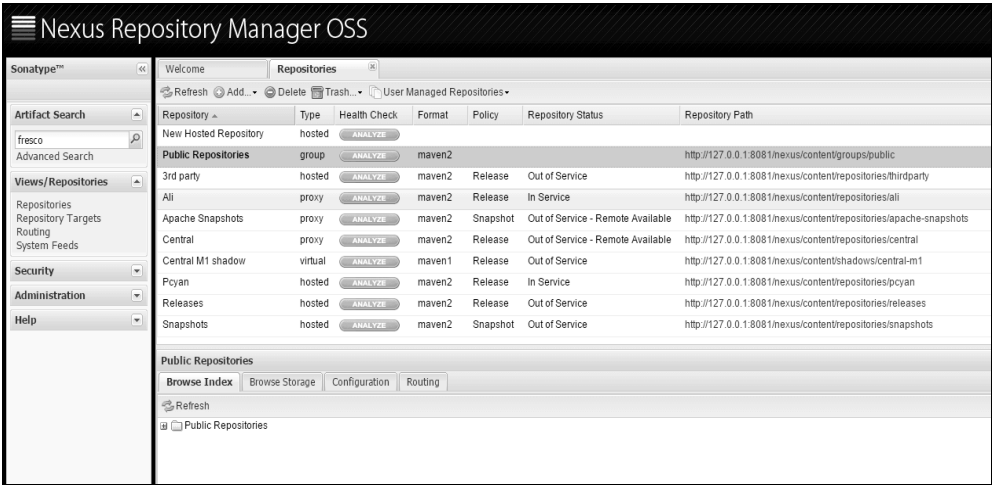 Nexus Repository Manager OSS
Sonatype™
Welcome Repositories
Refresh Add... Delete Trash... User Managed Repositories
Artifact Search
fresco
Advanced Search
Views/Repositories
Repositories
Repository Targets
Routing
System Feeds
Security
Administration
Help
Repository Type Health Check Format Policy Repository Status Repository Path
New Hosted Repository hosted ANALYZE
Public Repositories group ANALYZE maven2 http://127.0.0.1:8081/nexus/content/groups/public
3rd party hosted ANALYZE maven2 Release Out of Service http://127.0.0.1:8081/nexus/content/repositories/thirdparty
Ali proxy ANALYZE maven2 Release In Service http://127.0.0.1:8081/nexus/content/repositories/ali
Apache Snapshots proxy ANALYZE maven2 Snapshot Out of Service - Remote Available http://127.0.0.1:8081/nexus/content/repositories/apache-snapshots
Central proxy ANALYZE maven2 Release Out of Service - Remote Available http://127.0.0.1:8081/nexus/content/repositories/central
Central M1 shadow virtual ANALYZE maven1 Release Out of Service http://127.0.0.1:8081/nexus/content/shadows/central-m1
Pcyan hosted ANALYZE maven2 Release In Service http://127.0.0.1:8081/nexus/content/repositories/pcyan
Releases hosted ANALYZE maven2 Release Out of Service http://127.0.0.1:8081/nexus/content/repositories/releases
Snapshots hosted ANALYZE maven2 Snapshot Out of Service http://127.0.0.1:8081/nexus/content/repositories/snapshots
Public Repositories
Browse Index Browse Storage Configuration Routing
Refresh
Public Repositories